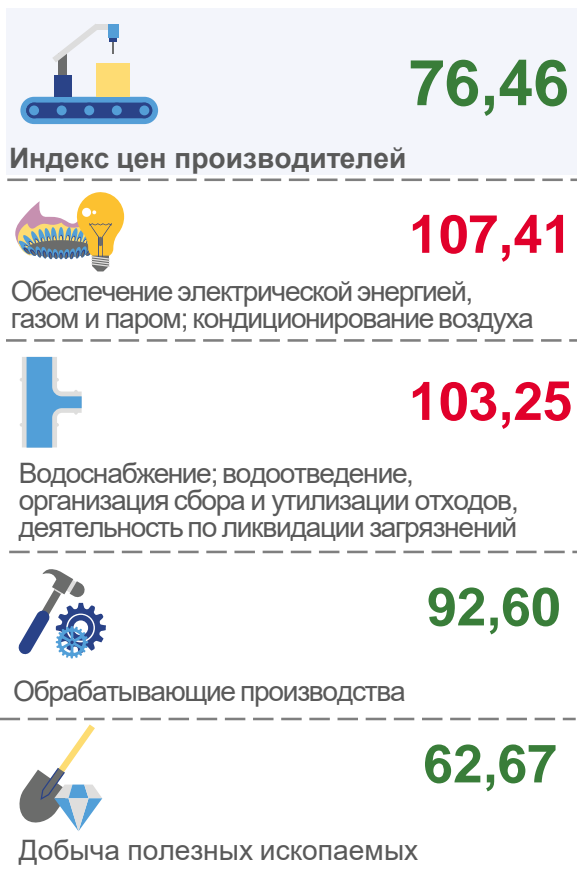 76,46
Индекс цен производителей
107,41
Обеспечение электрической энергией,
газом и паром; кондиционирование воздуха
103,25
Водоснабжение; водоотведение,
организация сбора и утилизации отходов,
деятельность по ликвидации загрязнений
92,60
Обрабатывающие производства
62,67
Добыча полезных ископаемых